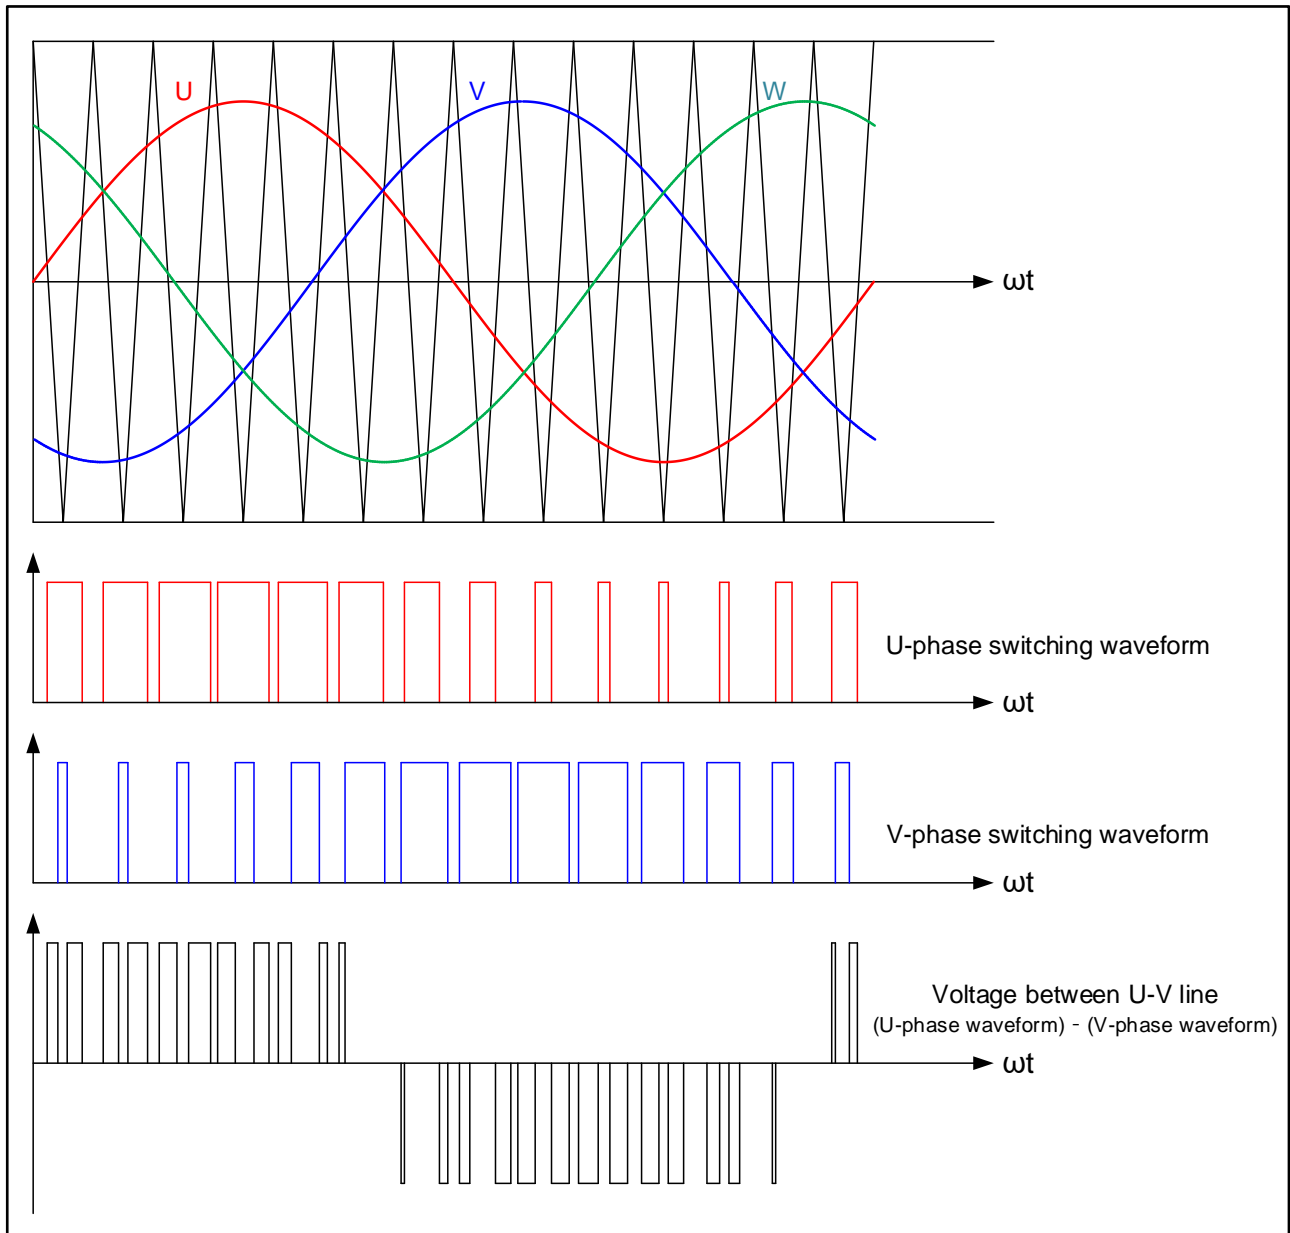 U
V
W
ωt
U-phase switching waveform
ωt
V-phase switching waveform
ωt
Voltage between U-V line
(U-phase waveform) - (V-phase waveform)
ωt